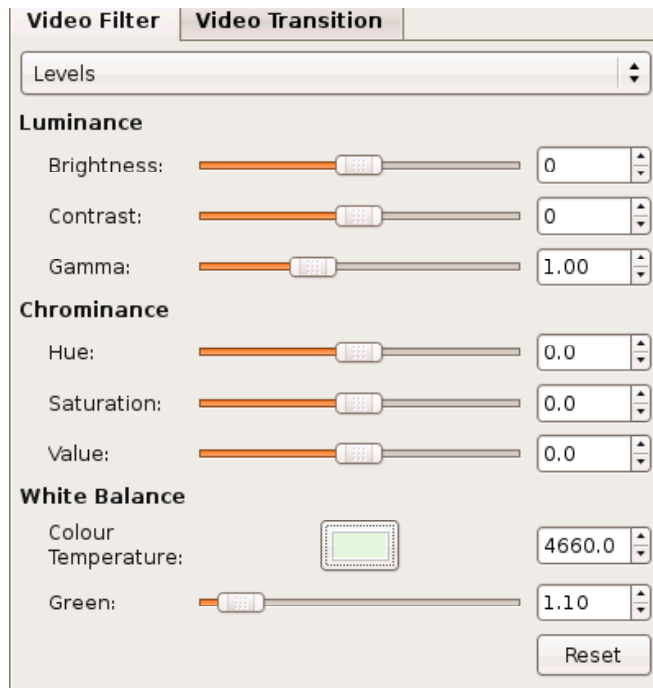 Video Filter Video Transition
Levels
Luminance
Brightness: 0
Contrast: 0
Gamma: 1.00
Chrominance
Hue: 0.0
Saturation: 0.0
Value: 0.0
White Balance
Colour
Temperature: 4660.0
Green: 1.10
Reset